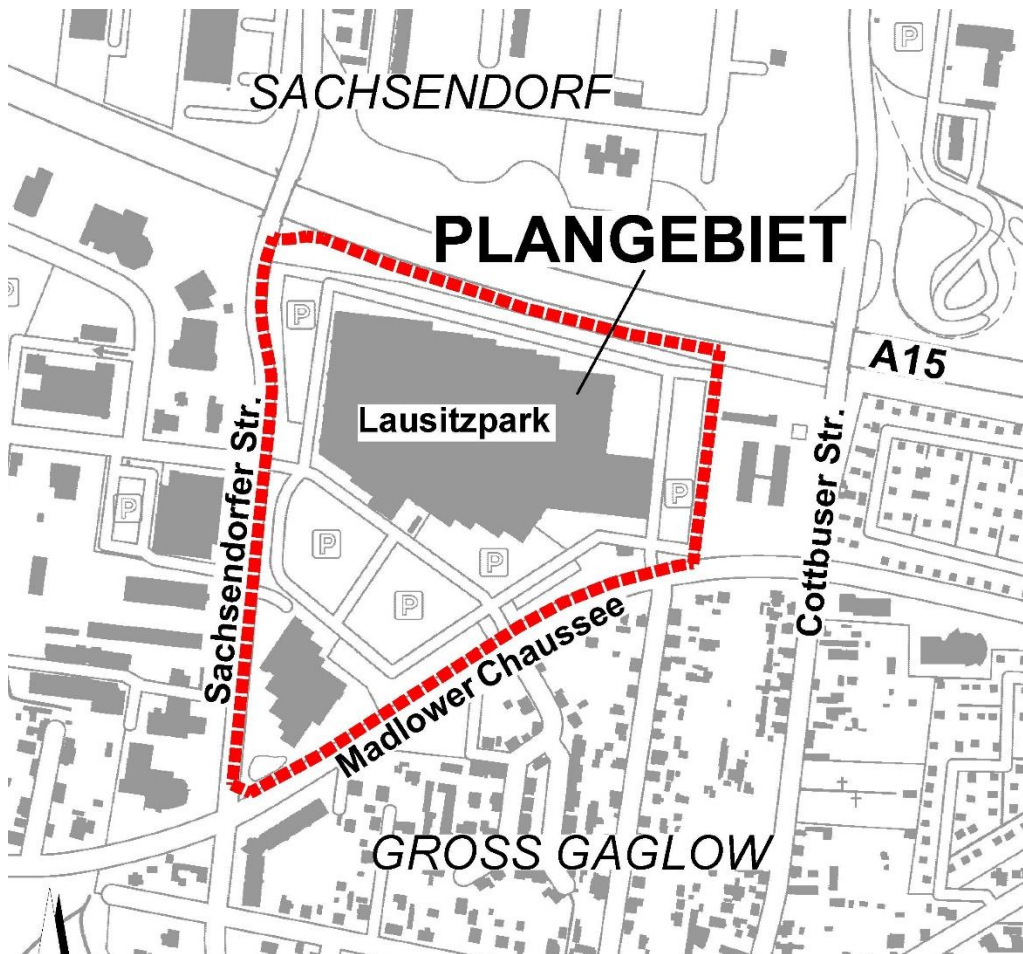 P
SACHSENDORF
PLANGEBIET
P
P
A15
Lausitzpark
Sachsendorfer Str.
Cottbuser Str.
P
P
P
P
P
Madlower Chaussee
GROSS GAGLOW